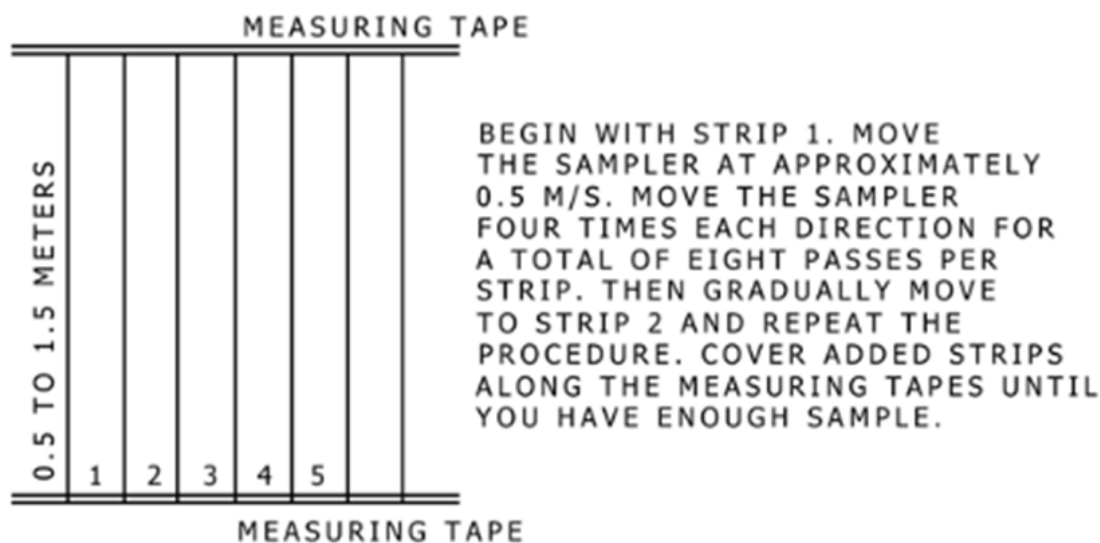 MEASURING TAPE
0.5 TO 1.5 METERS
1 2 3 4 5
BEGIN WITH STRIP 1. MOVE
THE SAMPLER AT APPROXIMATELY
0.5 M/S. MOVE THE SAMPLER
FOUR TIMES EACH DIRECTION FOR
A TOTAL OF EIGHT PASSES PER
STRIP. THEN GRADUALLY MOVE
TO STRIP 2 AND REPEAT THE
PROCEDURE. COVER ADDED STRIPS
ALONG THE MEASURING TAPES UNTIL
YOU HAVE ENOUGH SAMPLE.
MEASURING TAPE